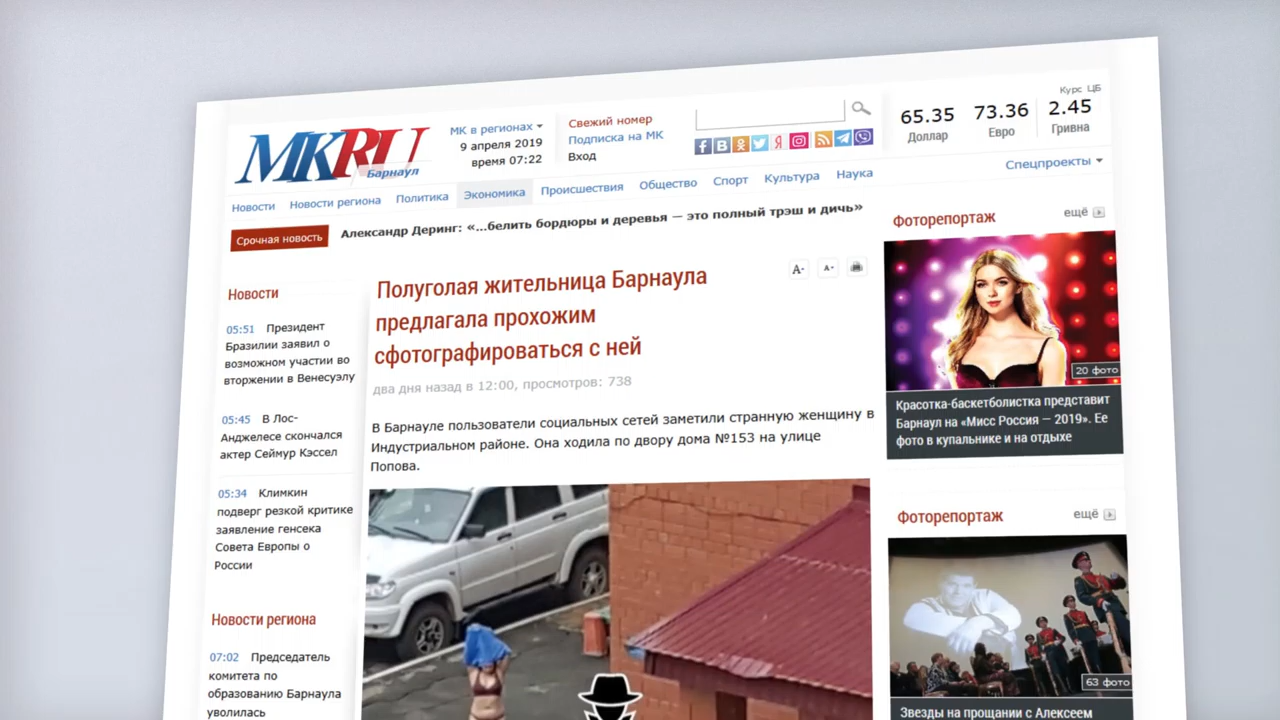 MKRU
Барнаул
МК в регионах
9 апреля 2019
время 07:22
Свежий номер
Подписка на МК
Вход
Курс ЦБ
65.35
Доллар
73.36
Евро
2.45
Гривна
Новости
Новости региона
Политика
Экономика
Происшествия
Общество
Спорт
Культура
Наука
Спецпроекты
Срочная новость
Александр Деринг: «...белить бордюры и деревья — это полный трэш и дичь»
Новости
05:51 Президент
Бразилии заявил о
возможном участии во
вторжении в Венесуэлу
05:45 В Лос-
Анджелесе скончался
актер Сеймур Кэссел
05:34 Климкин
подверг резкой критике
заявление генсека
Совета Европы о
России
Новости региона
07:02 Председатель
комитета по
образованию Барнаула
уволилась
Полуголая жительница Барнаула
предлагала прохожим
сфотографироваться с ней
A- A- 
два дня назад в 12:00, просмотров: 738
В Барнауле пользователи социальных сетей заметили странную женщину в
Индустриальном районе. Она ходила по двору дома №153 на улице
Попова.
Фоторепортаж
ещё
20 фото
Красотка-баскетболистка представит
Барнаул на «Мисс Россия — 2019». Ее
фото в купальнике и на отдыхе
Фоторепортаж
ещё
63 фото
Звезды на прощании с Алексеем